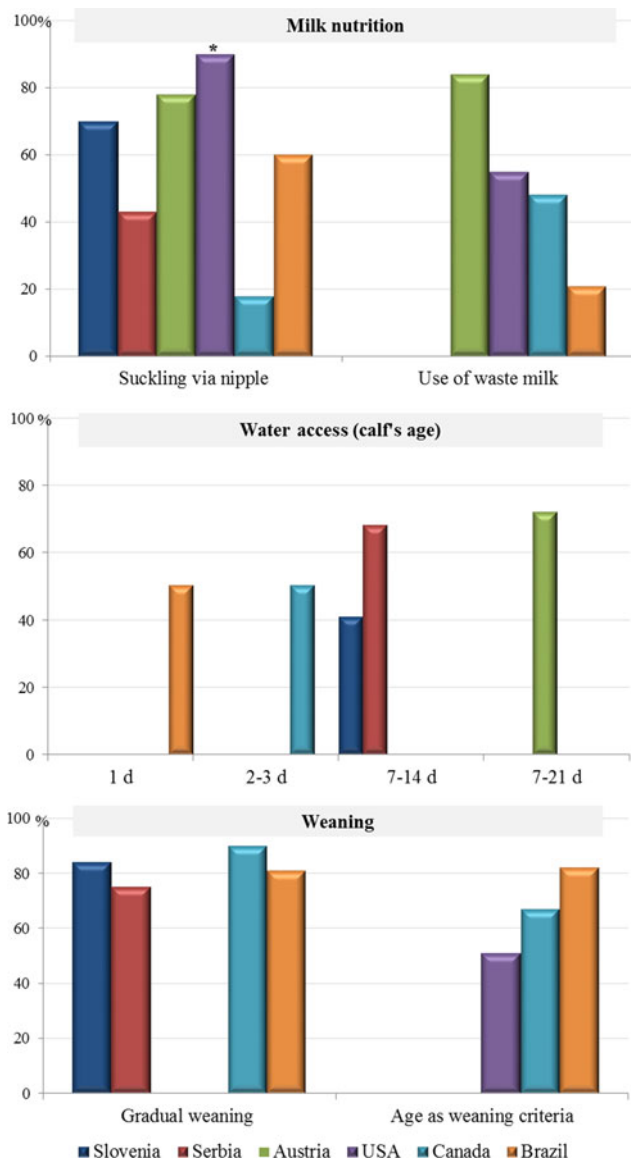 Milk nutrition
100%
80
60
40
20
0
*
Suckling via nipple Use of waste milk
Water access (calf's age)
100 %
80
60
40
20
0
1 d 2-3 d 7-14 d 7-21 d
Weaning
100 %
80
60
40
20
0
Gradual weaning Age as weaning criteria
Slovenia Serbia Austria USA Canada Brazil